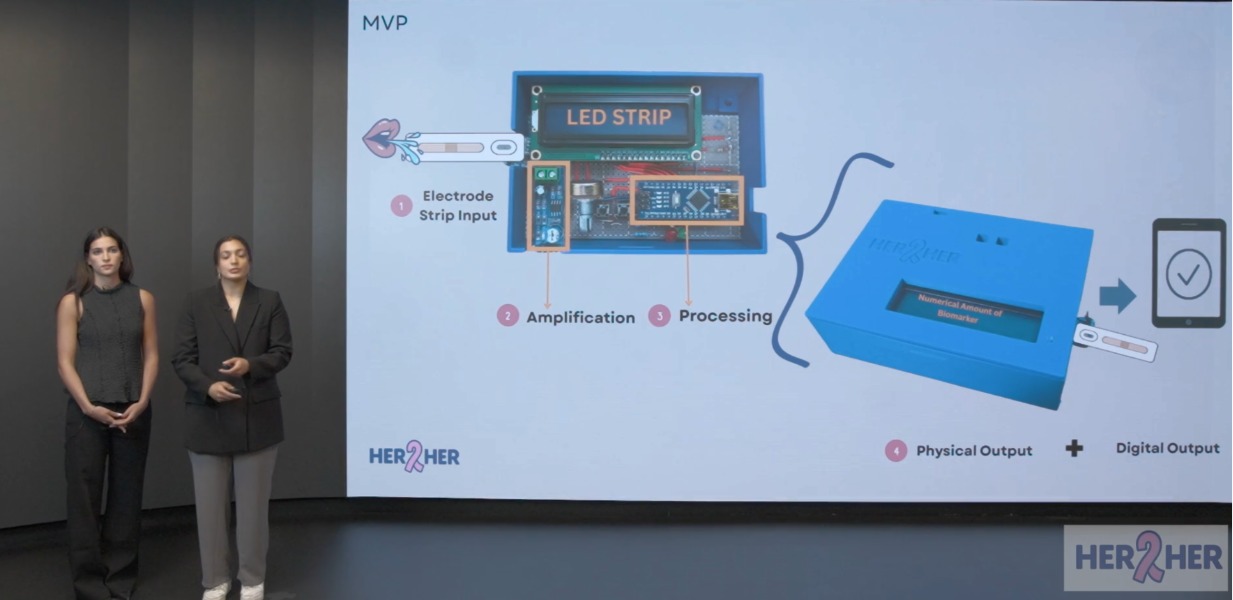 MVP
LED STRIP
1
Electrode
Strip Input
2
Amplification
3
Processing
HER2HER
Numerical Amount of
Biomarker
4
Physical Output
+
Digital Output
HER2HER
HER2HER